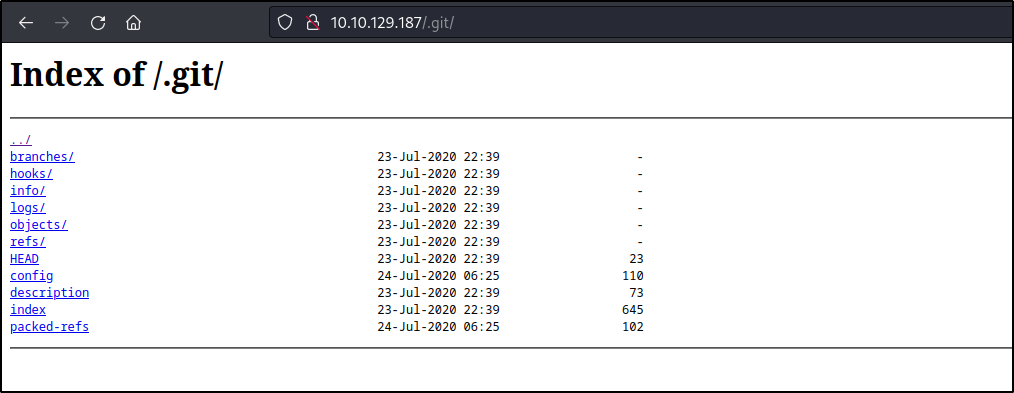 10.10.129.187/.git/
Index of /.git/
../
branches/ 23-Jul-2020 22:39 -
hooks/ 23-Jul-2020 22:39 -
info/ 23-Jul-2020 22:39 -
logs/ 23-Jul-2020 22:39 -
objects/ 23-Jul-2020 22:39 -
refs/ 23-Jul-2020 22:39 -
HEAD 23-Jul-2020 22:39 23
config 24-Jul-2020 06:25 110
description 23-Jul-2020 22:39 73
index 23-Jul-2020 22:39 645
packed-refs 24-Jul-2020 06:25 102